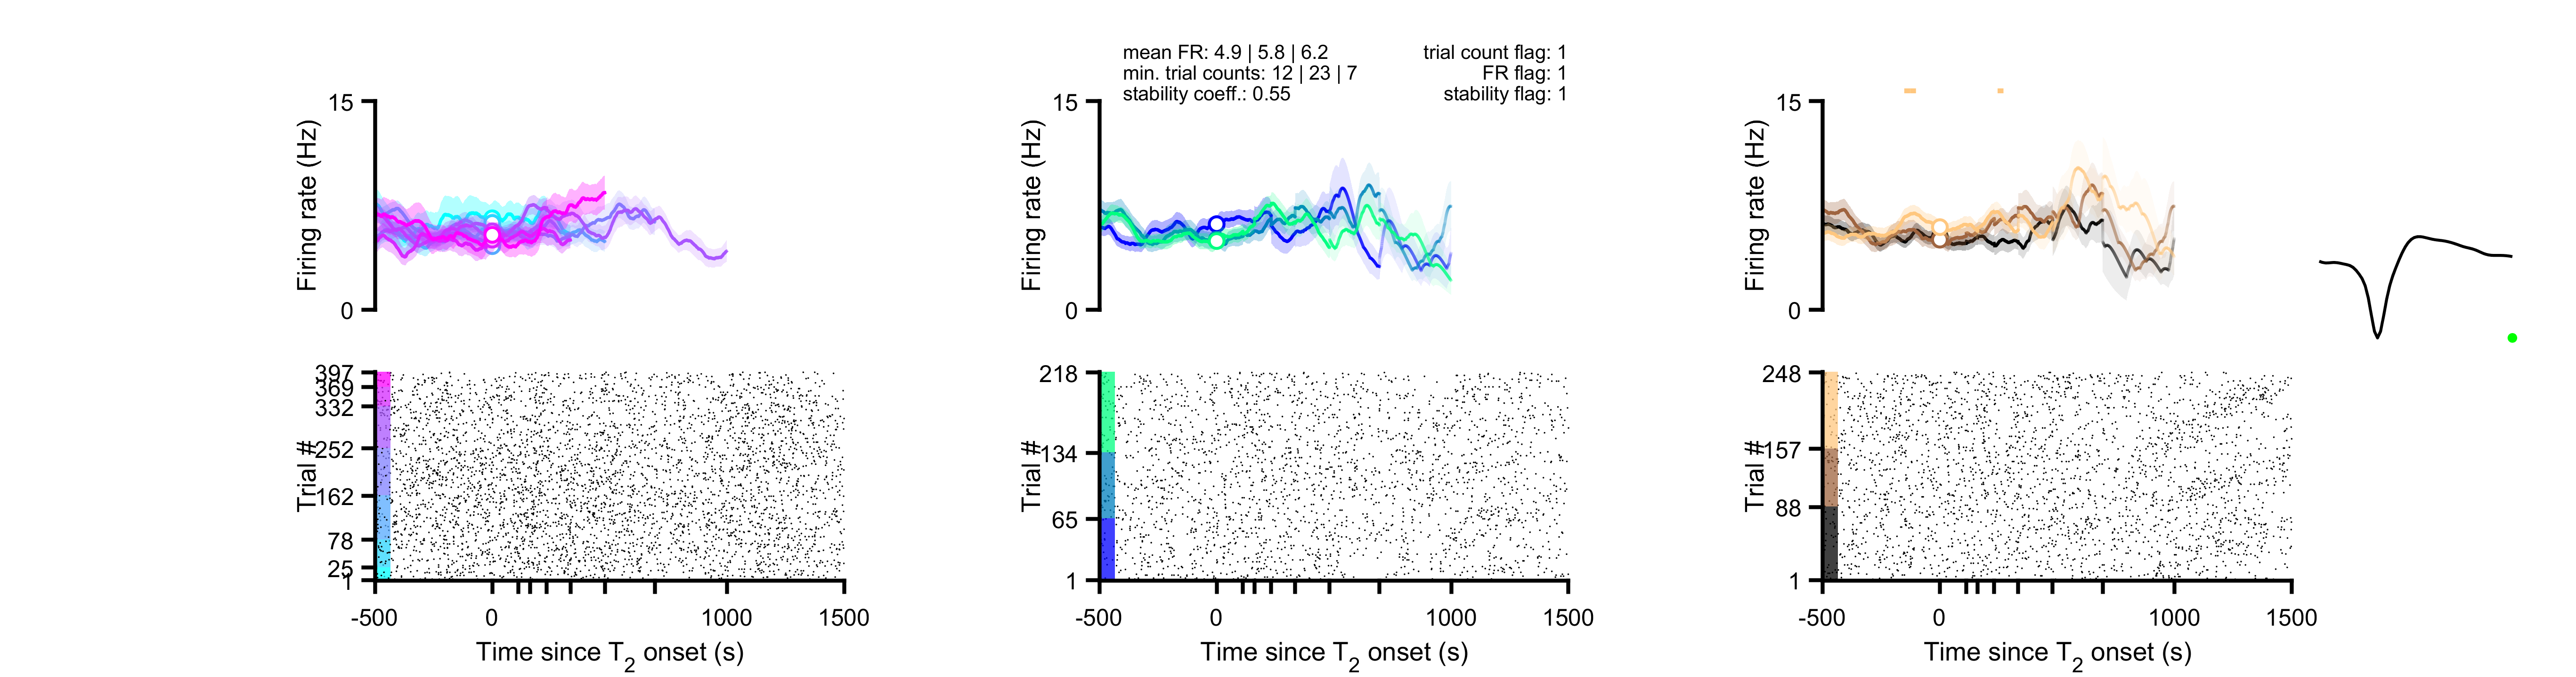 mean FR: 4.9 | 5.8 | 6.2
min. trial counts: 12 | 23 | 7
stability coeff.: 0.55
trial count flag: 1
FR flag: 1
stability flag: 1
15
Firing rate (Hz)
0
15
Firing rate (Hz)
0
15
Firing rate (Hz)
0
397
369
332
252
162
78
25
1
Trial #
-500 0 1000 1500
Time since T2 onset (s)
218
134
65
1
Trial #
-500 0 1000 1500
Time since T2 onset (s)
248
157
88
1
Trial #
-500 0 1000 1500
Time since T2 onset (s)